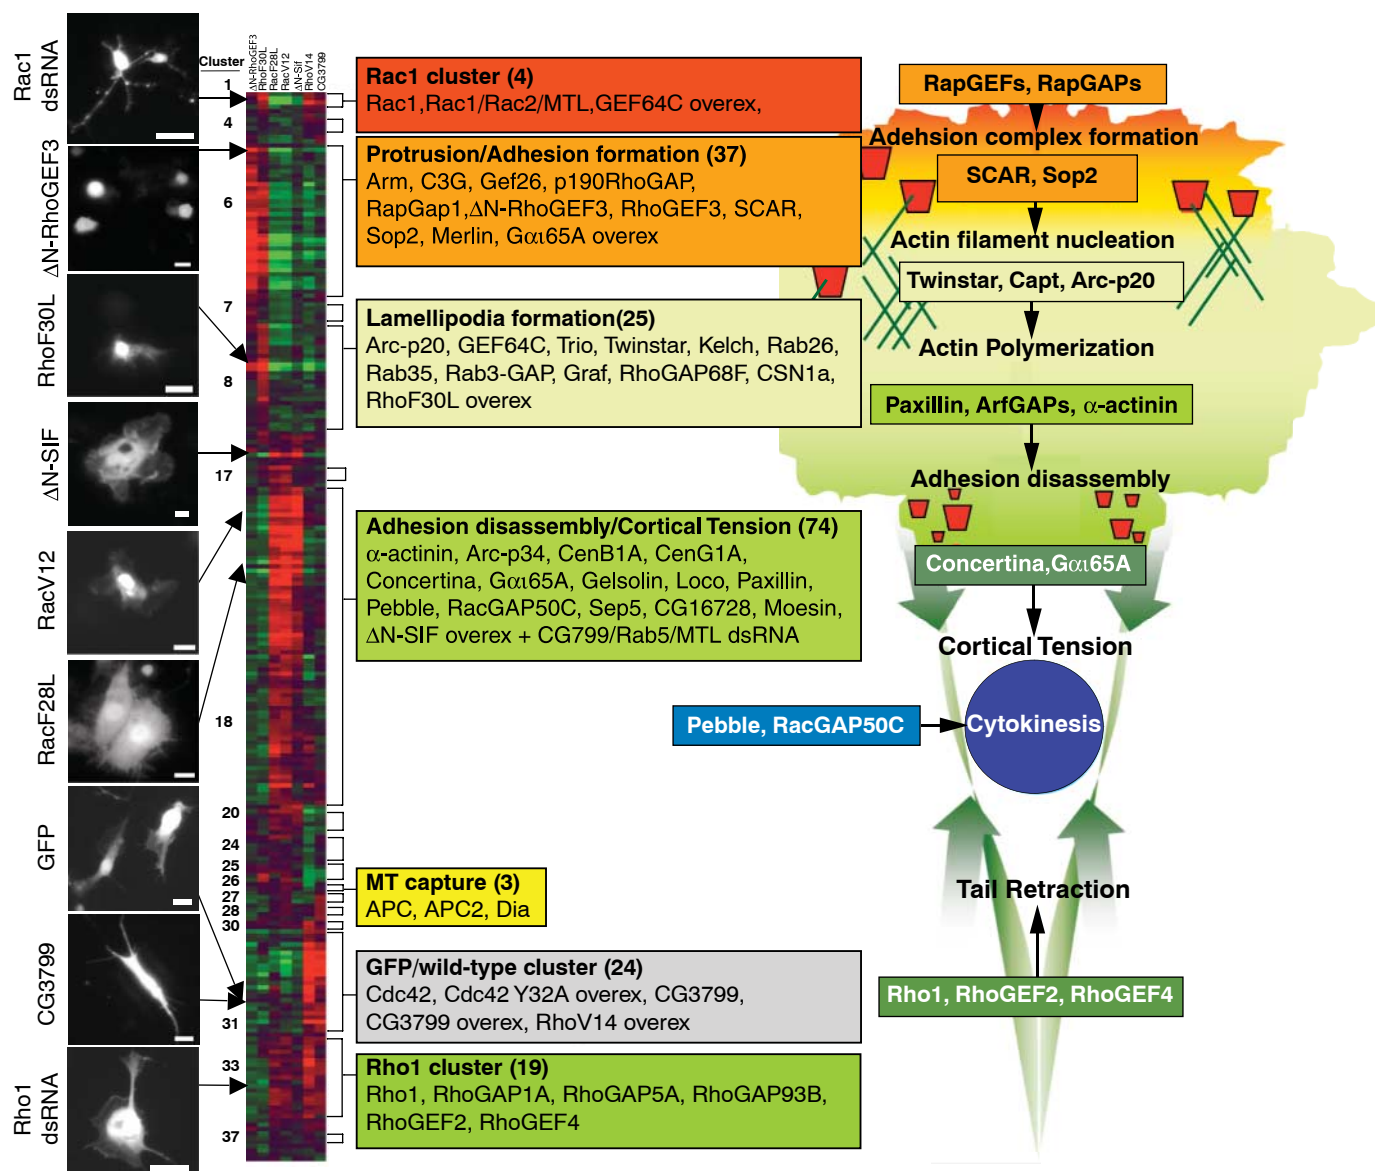 Rac1
dsRNA
ΔN-RhoGEF3
RhoF30L
ΔN-SIF
RacV12
RacF28L
GFP
CG3799
Rho1
dsRNA
Cluster
1
4
6
7
8
17
18
20
24
25
26
27
28
30
31
33
37
ΔN-RhoGEF3
RhoF30L
RacF28L
RacV12
ΔN-Sif
RhoV14
CG3799
Rac1 cluster (4)
Rac1,Rac1/Rac2/MTL,GEF64C overex,
Protrusion/Adhesion formation (37)
Arm, C3G, Gef26, p190RhoGAP,
RapGap1,ΔN-RhoGEF3, RhoGEF3, SCAR,
Sop2, Merlin, Gαι65A overex
Lamellipodia formation(25)
Arc-p20, GEF64C, Trio, Twinstar, Kelch, Rab26,
Rab35, Rab3-GAP, Graf, RhoGAP68F, CSN1a,
RhoF30L overex
Adhesion disassembly/Cortical Tension (74)
α-actinin, Arc-p34, CenB1A, CenG1A,
Concertina, Gαι65A, Gelsolin, Loco, Paxillin,
Pebble, RacGAP50C, Sep5, CG16728, Moesin,
ΔN-SIF overex + CG799/Rab5/MTL dsRNA
MT capture (3)
APC, APC2, Dia
GFP/wild-type cluster (24)
Cdc42, Cdc42 Y32A overex, CG3799,
CG3799 overex, RhoV14 overex
Rho1 cluster (19)
Rho1, RhoGAP1A, RhoGAP5A, RhoGAP93B,
RhoGEF2, RhoGEF4
RapGEFs, RapGAPs
Adehsion complex formation
SCAR, Sop2
Actin filament nucleation
Twinstar, Capt, Arc-p20
Actin Polymerization
Paxillin, ArfGAPs, α-actinin
Adhesion disassembly
Concertina,Gαι65A
Cortical Tension
Pebble, RacGAP50C
Cytokinesis
Tail Retraction
Rho1, RhoGEF2, RhoGEF4